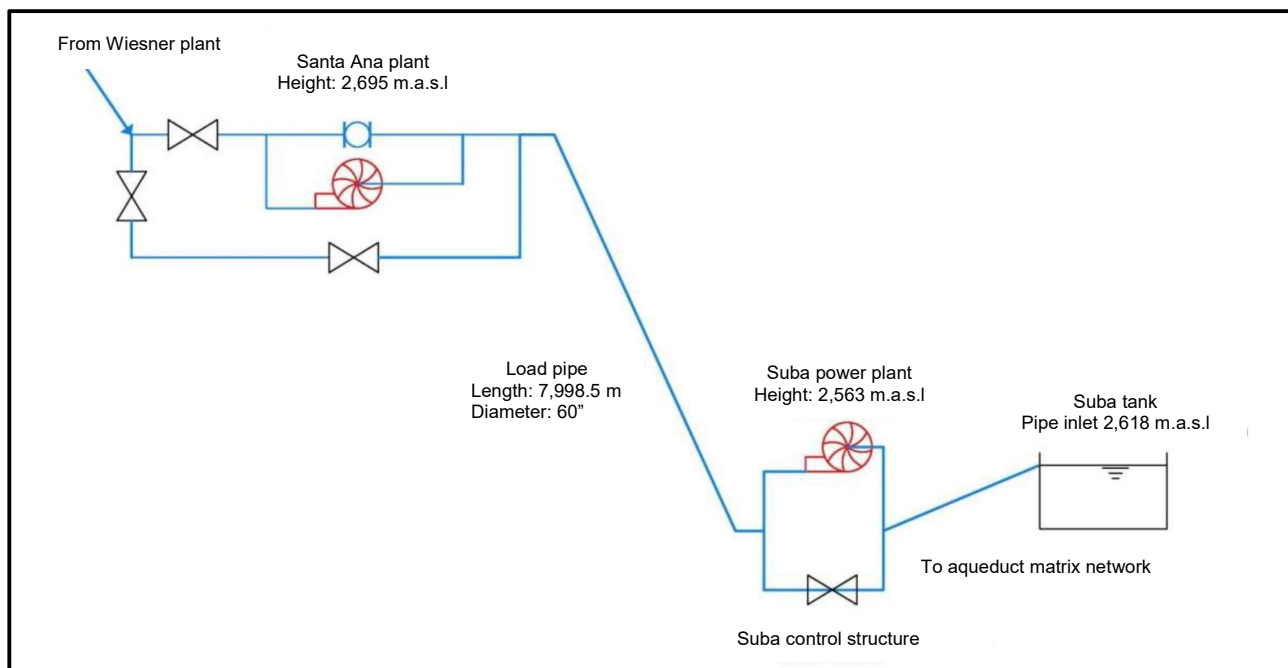 From Wiesner plant
Santa Ana plant
Height: 2,695 m.a.s.l
Load pipe
Length: 7,998.5 m
Diameter: 60”
Suba power plant
Height: 2,563 m.a.s.l
Suba tank
Pipe inlet 2,618 m.a.s.l
To aqueduct matrix network
Suba control structure